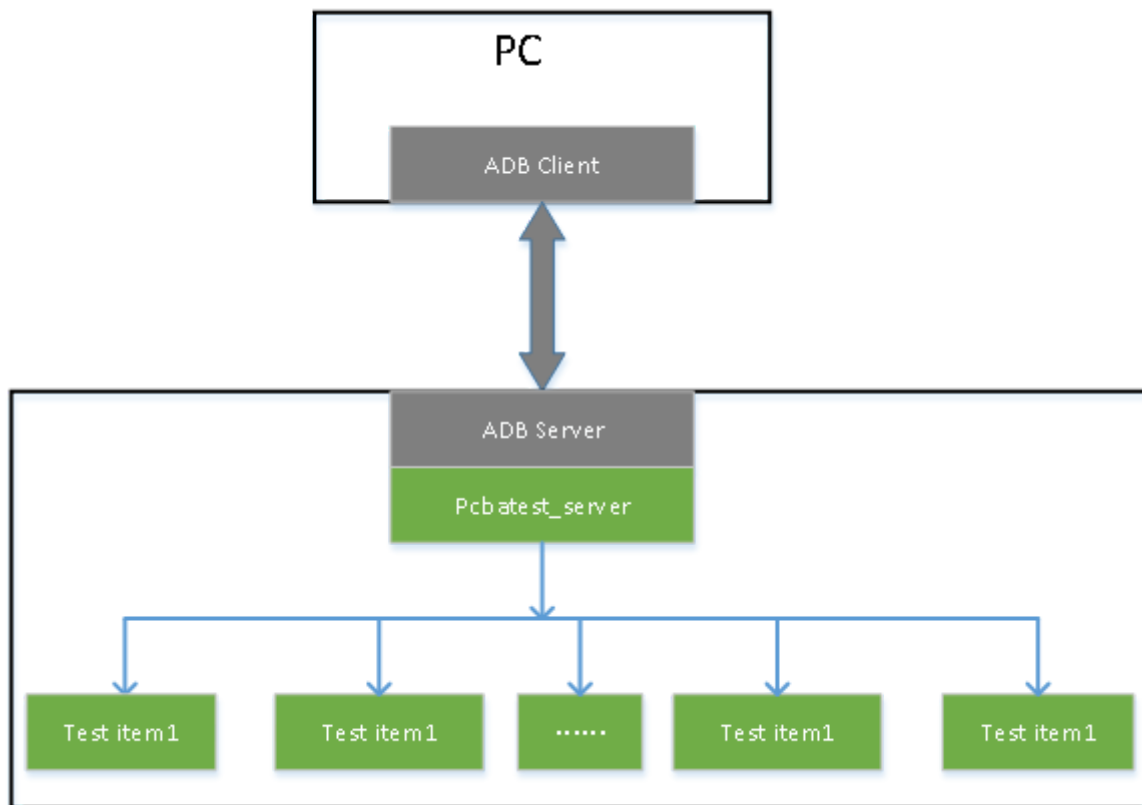 PC
ADB Client
ADB Server
Pcbatest_server
Test item1
Test item1
······
Test item1
Test item1